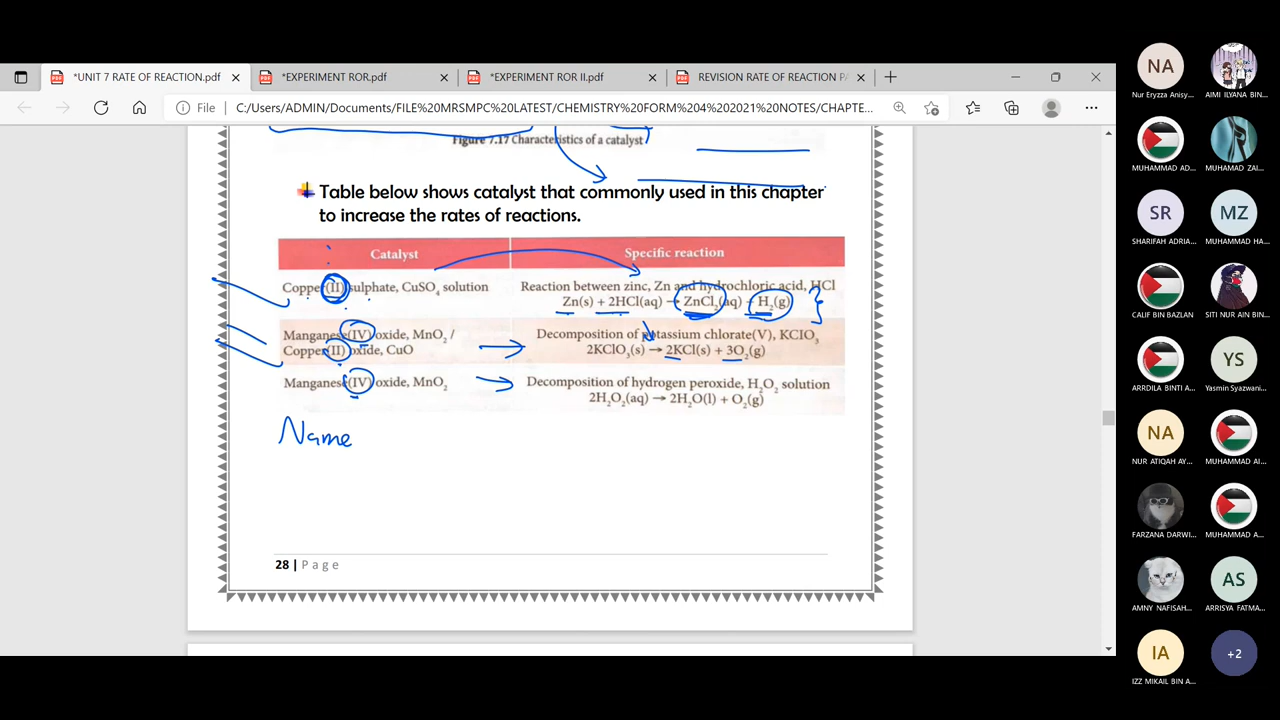 *UNIT 7 RATE OF REACTION.pdf
*EXPERIMENT ROR.pdf
*EXPERIMENT ROR II.pdf
REVISION RATE OF REACTION PA
File
C:/Users/ADMIN/Documents/FILE%20MRSMPC%20LATEST/CHEMISTRY%20FORM%204%202021%20NOTES/CHAPTE...
Figure 7.17 Characteristics of a catalyst
Table below shows catalyst that commonly used in this chapter
to increase the rates of reactions.
Catalyst
Specific reaction
Copper(II) sulphate, CuSO₄ solution
Reaction between zinc, Zn and hydrochloric acid, HCl
Zn(s) + 2HCl(aq) → ZnCl₂(aq) + H₂(g)
Manganese(IV) oxide, MnO₂ /
Copper(II) oxide, CuO
Decomposition of potassium chlorate(V), KClO₃
2KClO₃(s) → 2KCl(s) + 3O₂(g)
Manganese(IV) oxide, MnO₂
Decomposition of hydrogen peroxide, H₂O₂ solution
2H₂O₂(aq) → 2H₂O(l) + O₂(g)
Name
28 | Page
NA
Nur Eryzza Anisy...
AIMI ILYANA BIN...
MUHAMMAD AD...
MUHAMAD ZAI...
SR
SHARIFAH ADRIA...
MZ
MUHAMMAD HA...
CALIF BIN BAZLAN
SITI NUR AIN BIN...
ARRDILA BINTI A...
YS
Yasmin Syazwani...
NA
NUR ATIQAH AY...
MUHAMMAD AI...
FARZANA DARWI...
MUHAMMAD A...
AMNY NAFISAH...
AS
ARRISYA FATMA...
IA
IZZ MIKAIL BIN A...
+2